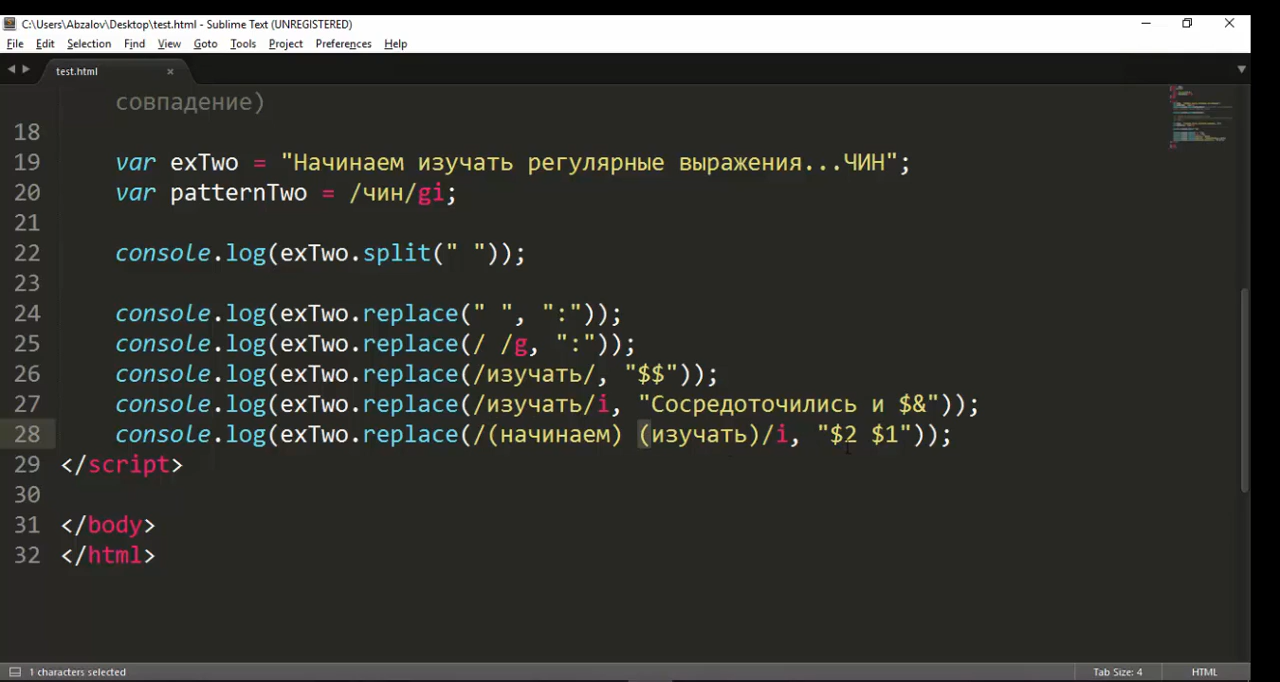 C:\Users\Abzalov\Desktop\test.html - Sublime Text (UNREGISTERED)
File Edit Selection Find View Goto Tools Project Preferences Help
test.html
совпадение)
18
19 var exTwo = "Начинаем изучать регулярные выражения...ЧИН";
20 var patternTwo = /чин/gi;
21
22 console.log(exTwo.split(" "));
23
24 console.log(exTwo.replace(" ", ":"));
25 console.log(exTwo.replace(/ /g, ":"));
26 console.log(exTwo.replace(/изучать/, "$$"));
27 console.log(exTwo.replace(/изучать/i, "Сосредоточились и $&"));
28 console.log(exTwo.replace(/(начинаем) (изучать)/i, "$2 $1"));
29 </script>
30
31 </body>
32 </html>
1 characters selected Tab Size: 4 HTML